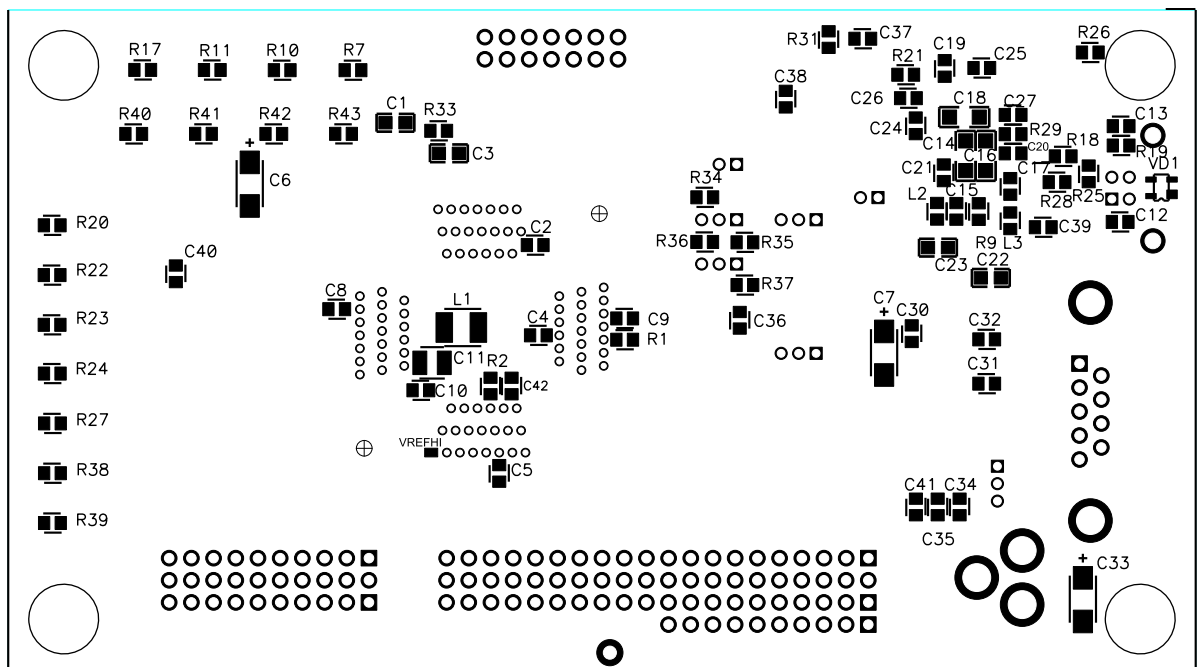 R26
R31
C37
R17
R11
R10
R7
C19
R21
C25
C38
C26
C1
R33
R40
R41
R42
R43
C18
C27
C13
C24
R29
C14
C20
R18
R19
C3
C16
VD1
+
C6
C21
C17
R34
R25
L2
C15
R28
R20
C2
R36
R35
C39
C12
C40
R9
L3
C23
C22
R22
R37
C8
L1
C7
+
C30
R23
C4
C9
C36
C32
R1
C11
R2
C31
R24
C10
C42
R27
VREFHI
R38
C5
C41
C34
R39
C35
+
C33